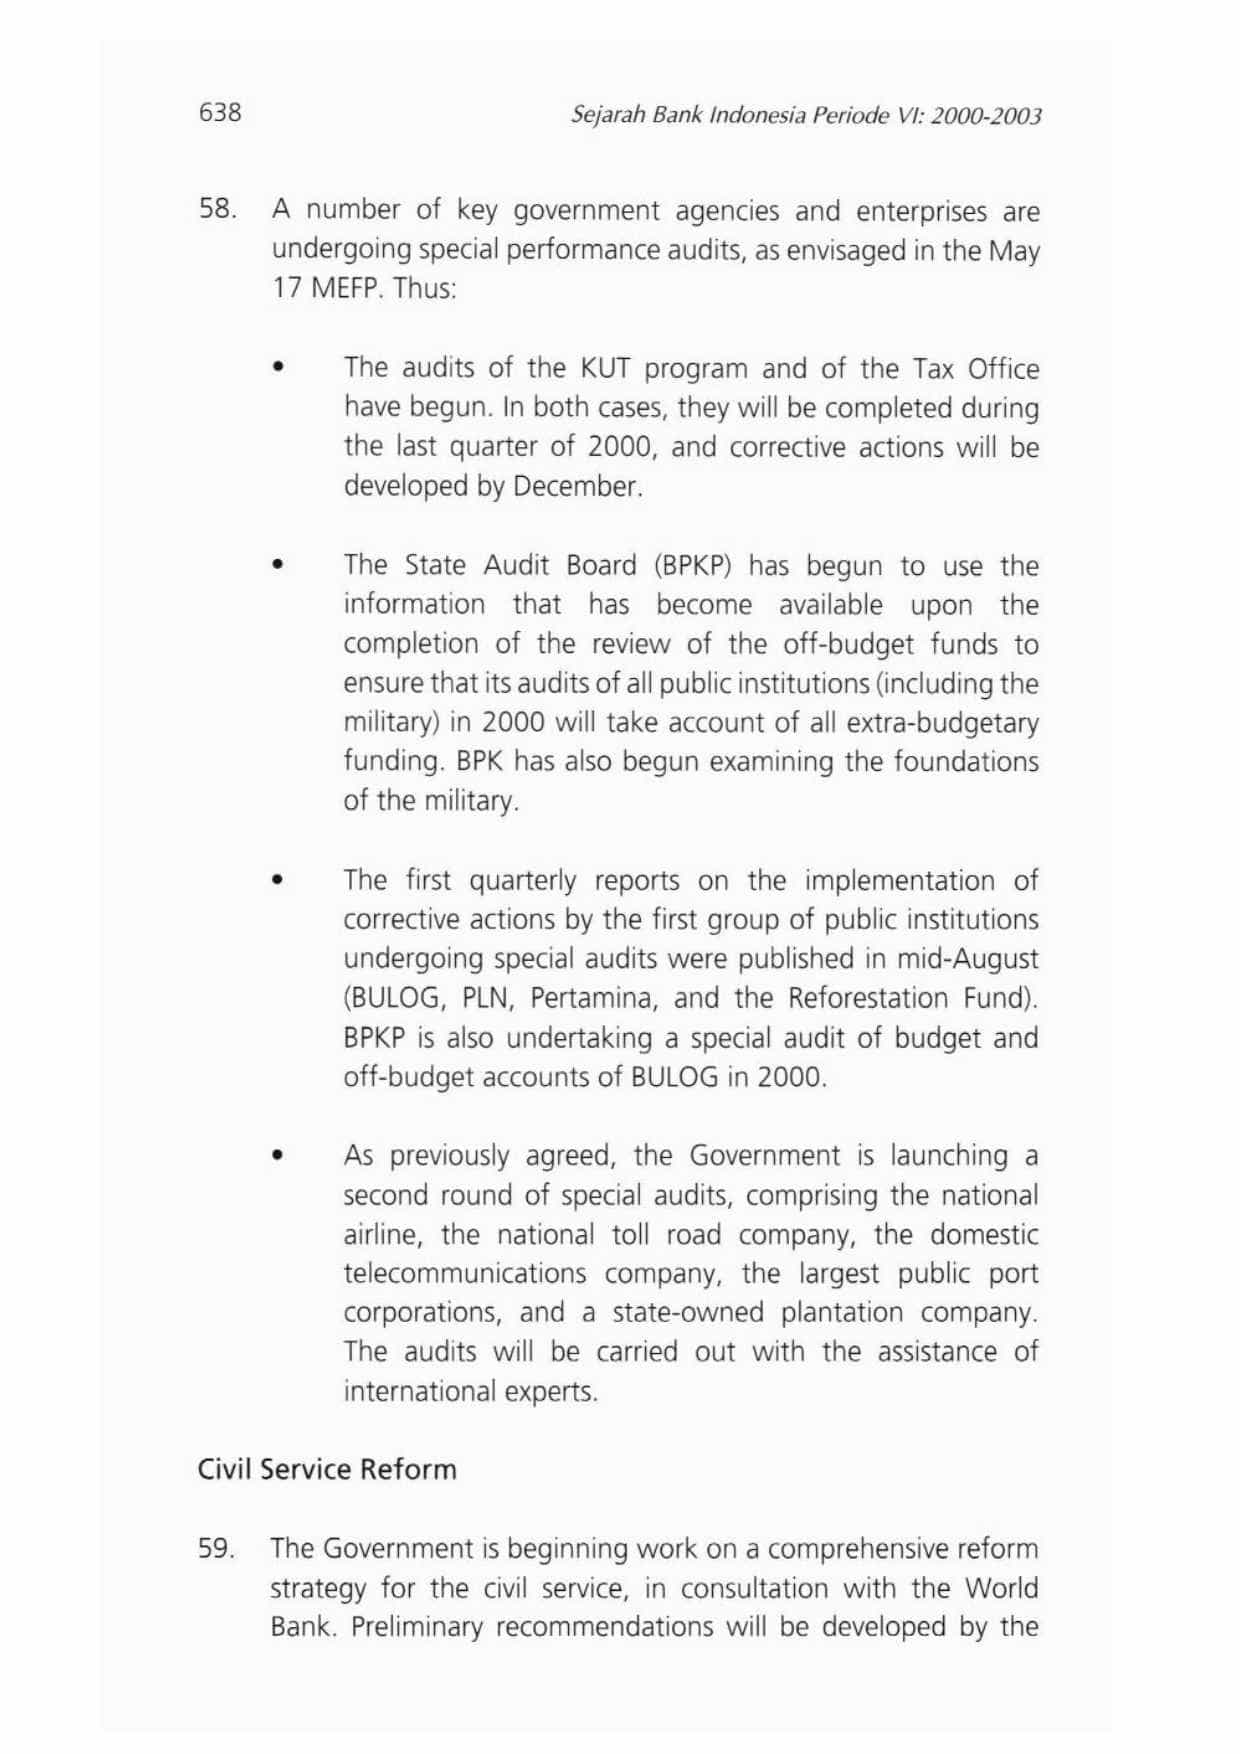 638
Sejarah Bank Indonesia Periode VI: 2000-2003
58. A number of key government agencies and enterprises are
undergoing special performance audits, as envisaged in the May
17 MEFP. Thus:
• The audits of the KUT program and of the Tax Office
have begun. In both cases, they will be completed during
the last quarter of 2000, and corrective actions will be
developed by December.
• The State Audit Board (BPKP) has begun to use the
information that has become available upon the
completion of the review of the off-budget funds to
ensure that its audits of all public institutions (including the
military) in 2000 will take account of all extra-budgetary
funding. BPK has also begun examining the foundations
of the military.
• The first quarterly reports on the implementation of
corrective actions by the first group of public institutions
undergoing special audits were published in mid-August
(BULOG, PLN, Pertamina, and the Reforestation Fund).
BPKP is also undertaking a special audit of budget and
off-budget accounts of BULOG in 2000.
• As previously agreed, the Government is launching a
second round of special audits, comprising the national
airline, the national toll road company, the domestic
telecommunications company, the largest public port
corporations, and a state-owned plantation company.
The audits will be carried out with the assistance of
international experts.
Civil Service Reform
59. The Government is beginning work on a comprehensive reform
strategy for the civil service, in consultation with the World
Bank. Preliminary recommendations will be developed by the